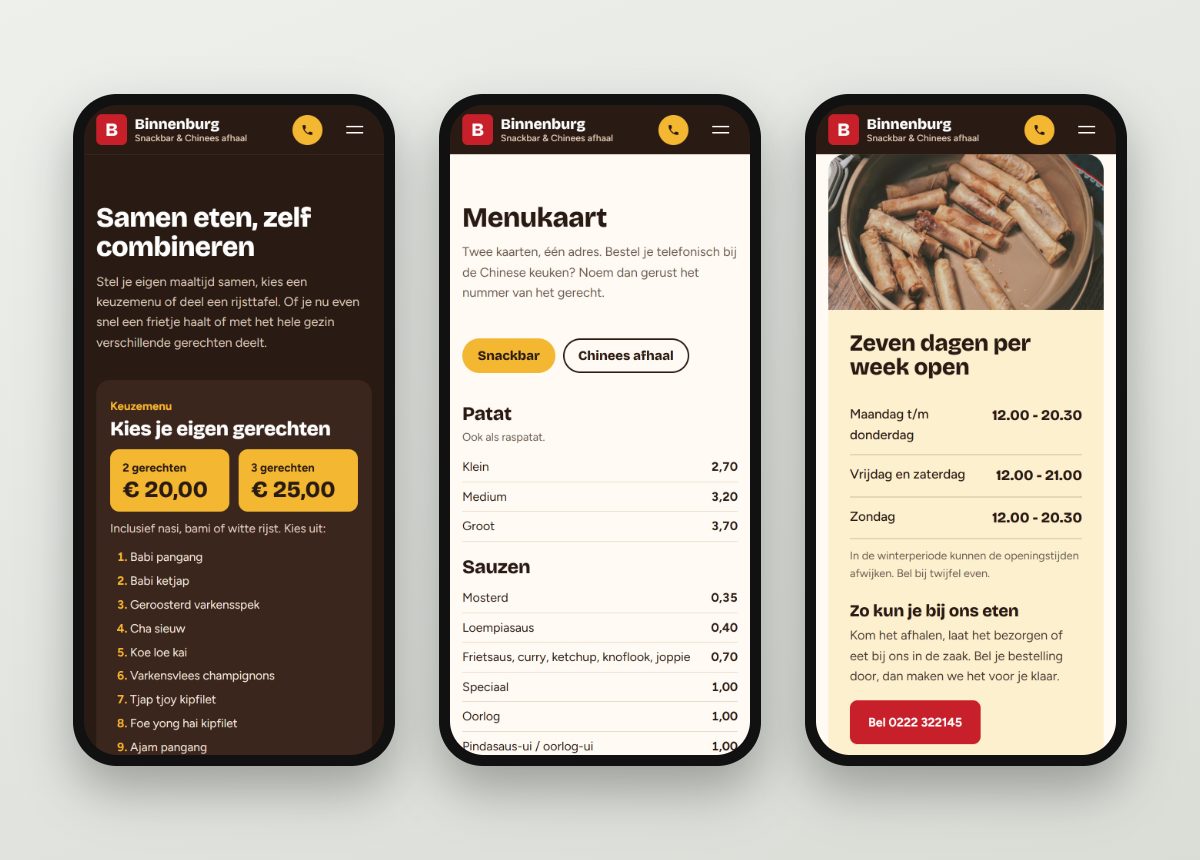 B
Binnenburg
Snackbar & Chinees afhaal
Samen eten, zelf
combineren
Stel je eigen maaltijd samen, kies een
keuzemenu of deel een rijsttafel. Of je nu even
snel een frietje haalt of met het hele gezin
verschillende gerechten deelt.
Keuzemenu
Kies je eigen gerechten
2 gerechten
€ 20,00
3 gerechten
€ 25,00
Inclusief nasi, bami of witte rijst. Kies uit:
1. Babi pangang
2. Babi ketjap
3. Geroosterd varkensspek
4. Cha sieuw
5. Koe loe kai
6. Varkensvlees champignons
7. Tjap tjoy kipfilet
8. Foe yong hai kipfilet
9. Ajam pangang
B
Binnenburg
Snackbar & Chinees afhaal
Menukaart
Twee kaarten, één adres. Bestel je telefonisch bij
de Chinese keuken? Noem dan gerust het
nummer van het gerecht.
Snackbar
Chinees afhaal
Patat
Ook als raspatat.
Klein 2,70
Medium 3,20
Groot 3,70
Sauzen
Mosterd 0,35
Loempiasaus 0,40
Frietsaus, curry, ketchup, knoflook, joppie 0,70
Speciaal 1,00
Oorlog 1,00
Pindasaus-ui / oorlog-ui 1,00
B
Binnenburg
Snackbar & Chinees afhaal
Zeven dagen per
week open
Maandag t/m
donderdag 12.00 - 20.30
Vrijdag en zaterdag 12.00 - 21.00
Zondag 12.00 - 20.30
In de winterperiode kunnen de openingstijden
afwijken. Bel bij twijfel even.
Zo kun je bij ons eten
Kom het afhalen, laat het bezorgen of
eet bij ons in de zaak. Bel je bestelling
door, dan maken we het voor je klaar.
Bel 0222 322145